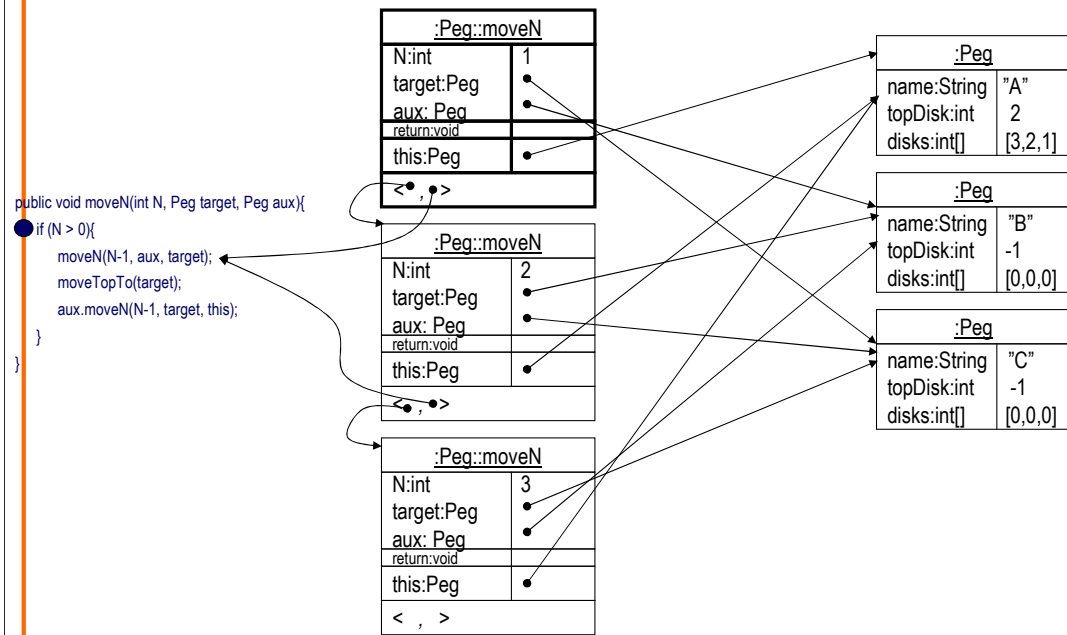 public void moveN(int N, Peg target, Peg aux){
if (N > 0){
moveN(N-1, aux, target);
moveTopTo(target);
aux.moveN(N-1, target, this);
}
}
:Peg::moveN
N:int 1
target:Peg
aux: Peg
return:void
this:Peg
< , >
:Peg::moveN
N:int 2
target:Peg
aux: Peg
return:void
this:Peg
< , >
:Peg::moveN
N:int 3
target:Peg
aux: Peg
return:void
this:Peg
< , >
:Peg
name:String ”A”
topDisk:int 2
disks:int[] [3,2,1]
:Peg
name:String ”B”
topDisk:int -1
disks:int[] [0,0,0]
:Peg
name:String ”C”
topDisk:int -1
disks:int[] [0,0,0]